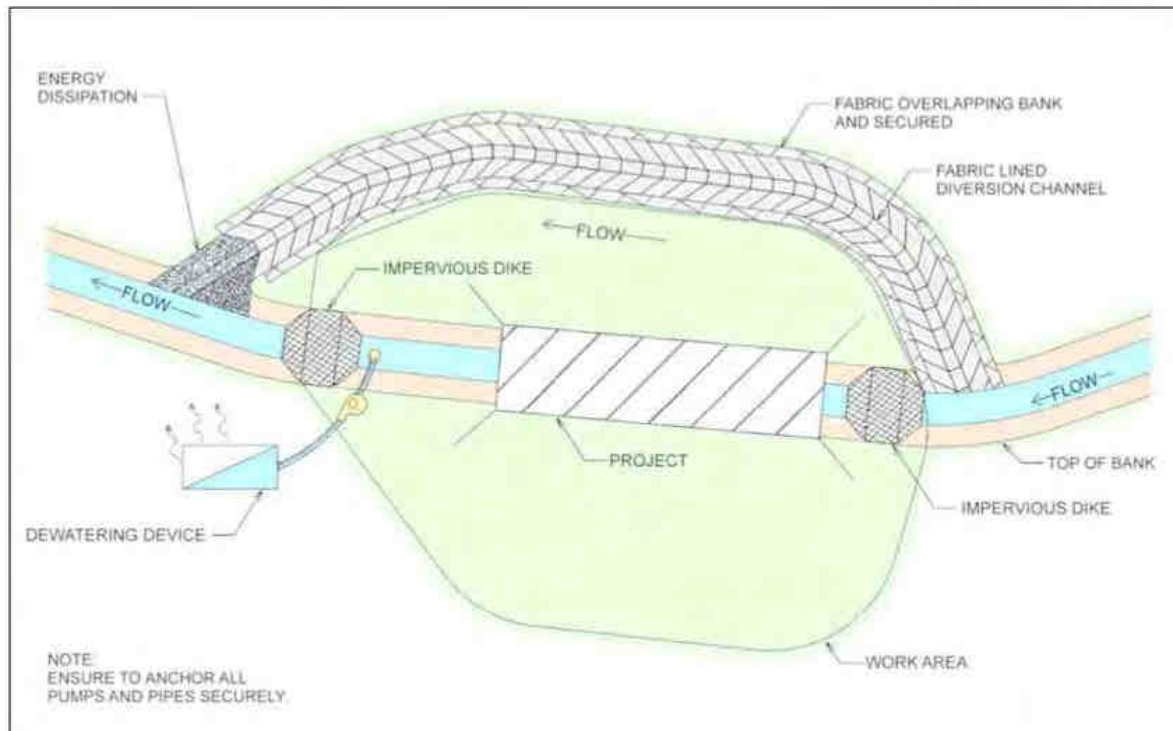 ENERGY
DISSIPATION
FABRIC OVERLAPPING BANK
AND SECURED
FABRIC LINED
DIVERSION CHANNEL
FLOW
IMPERVIOUS DIKE
FLOW
FLOW
PROJECT
TOP OF BANK
IMPERVIOUS DIKE
DEWATERING DEVICE
WORK AREA
NOTE
ENSURE TO ANCHOR ALL
PUMPS AND PIPES SECURELY.